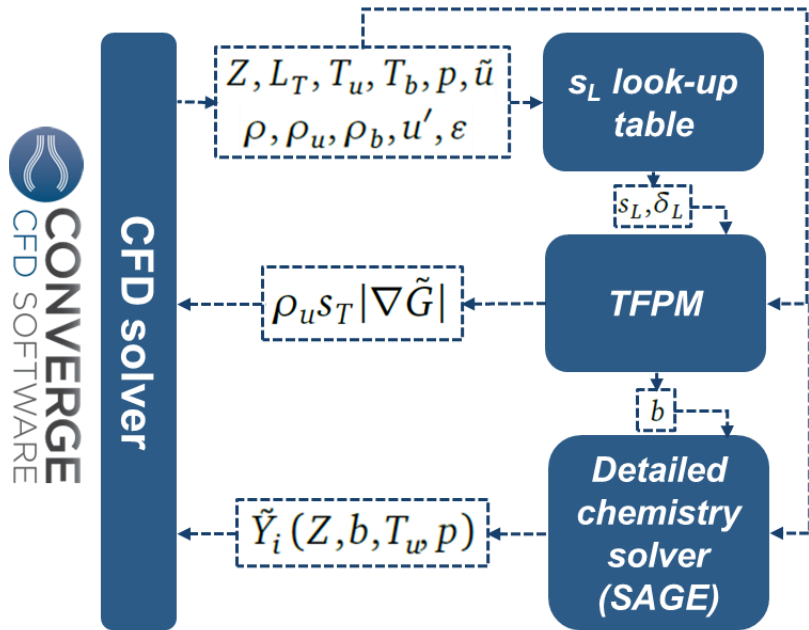 Z, L_T, T_u, T_b, p, ũ
ρ, ρ_u, ρ_b, u′, ε
s_L look-up
table
s_L, δ_L
CONVERGE
CFD SOFTWARE
CFD solver
ρ_u s_T |∇G̃|
TFPM
b
Detailed
chemistry
solver
(SAGE)
Ỹ_i (Z, b, T_u, p)